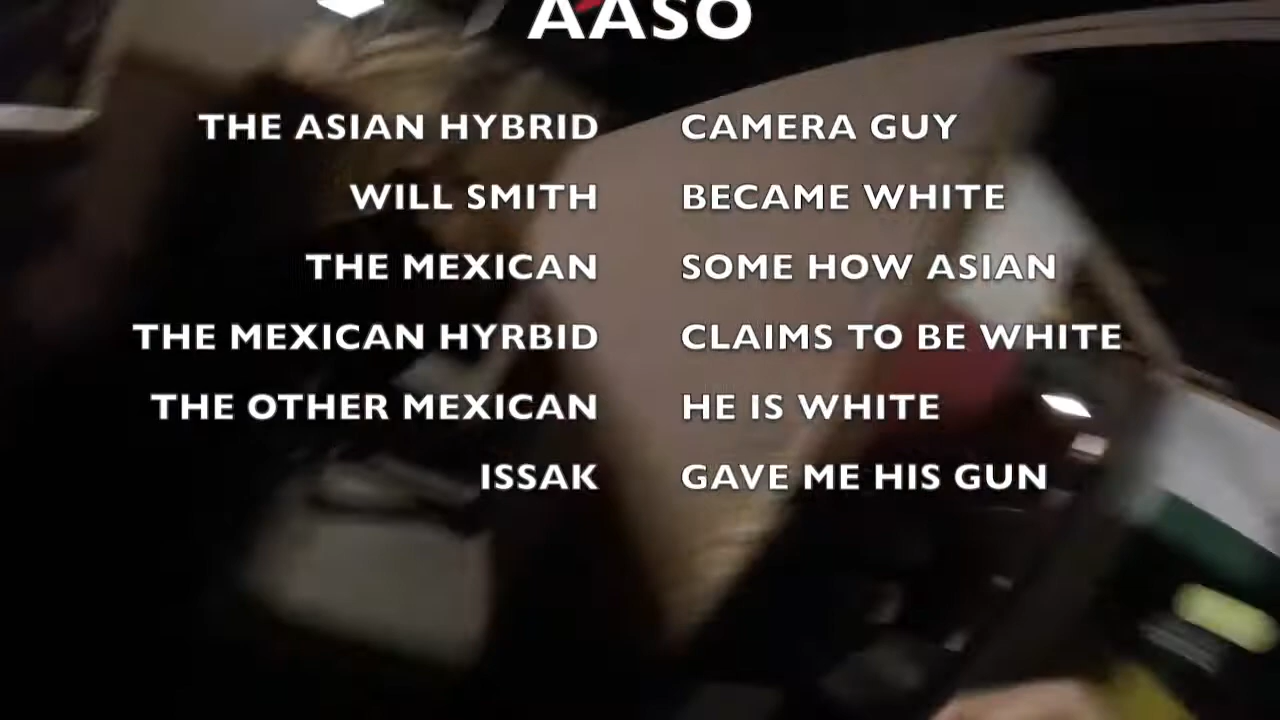 AASO
THE ASIAN HYBRID CAMERA GUY
WILL SMITH BECAME WHITE
THE MEXICAN SOME HOW ASIAN
THE MEXICAN HYRBID CLAIMS TO BE WHITE
THE OTHER MEXICAN HE IS WHITE
ISSAK GAVE ME HIS GUN